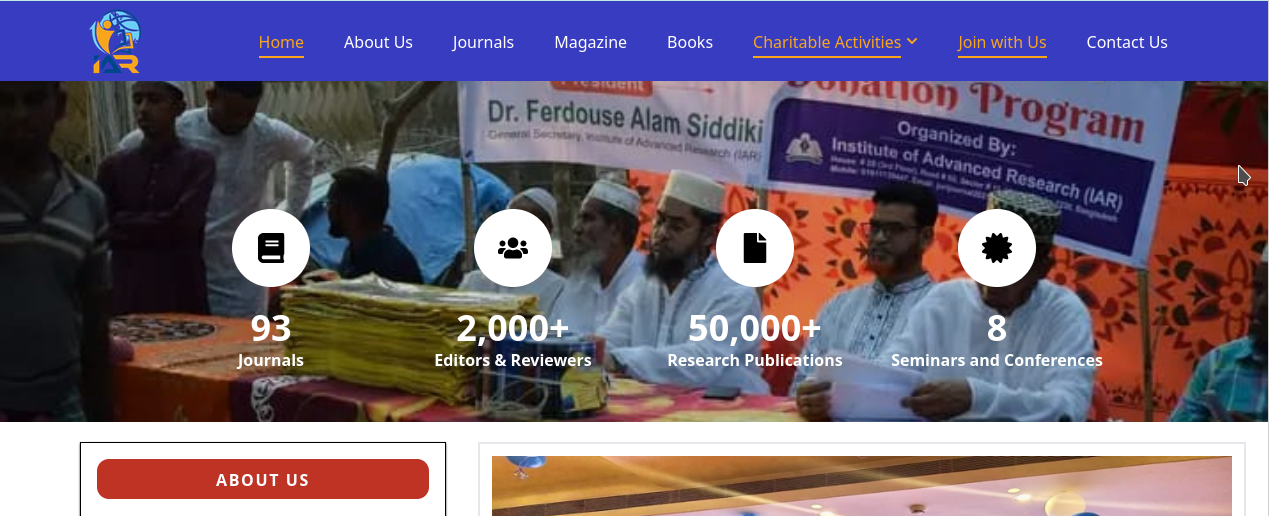 IAR
Home
About Us
Journals
Magazine
Books
Charitable Activities
Join with Us
Contact Us
President
Dr. Ferdouse Alam Siddiki
General Secretary, Institute of Advanced Research (IAR)
Donation Program
Organized By:
Institute of Advanced Research (IAR)
93
Journals
2,000+
Editors & Reviewers
50,000+
Research Publications
8
Seminars and Conferences
ABOUT US